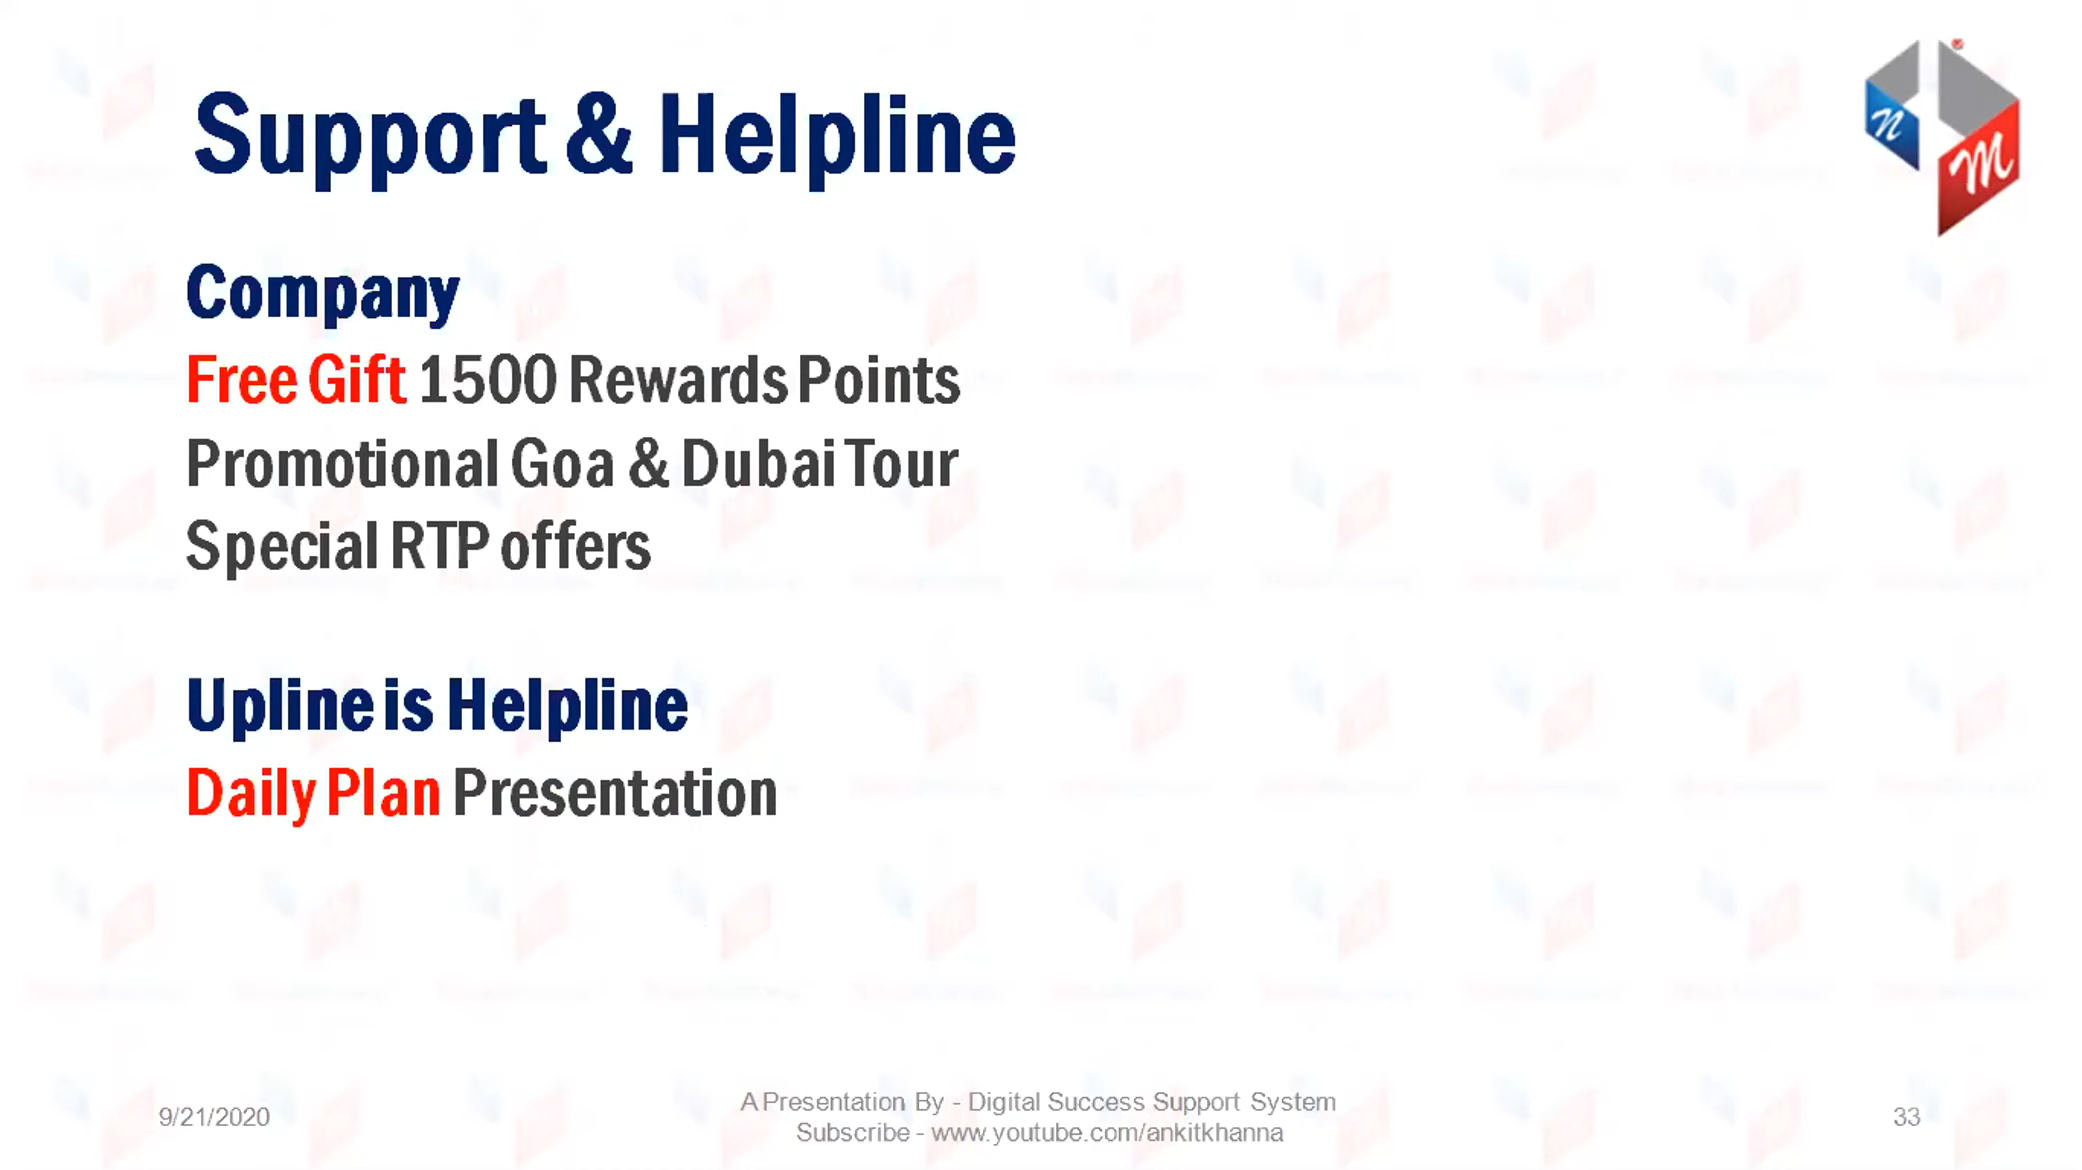 Support & Helpline
n
M
Company
Free Gift 1500 Rewards Points
Promotional Goa & Dubai Tour
Special RTP offers
Upline is Helpline
Daily Plan Presentation
9/21/2020
A Presentation By - Digital Success Support System
Subscribe - www.youtube.com/ankitkhanna
33